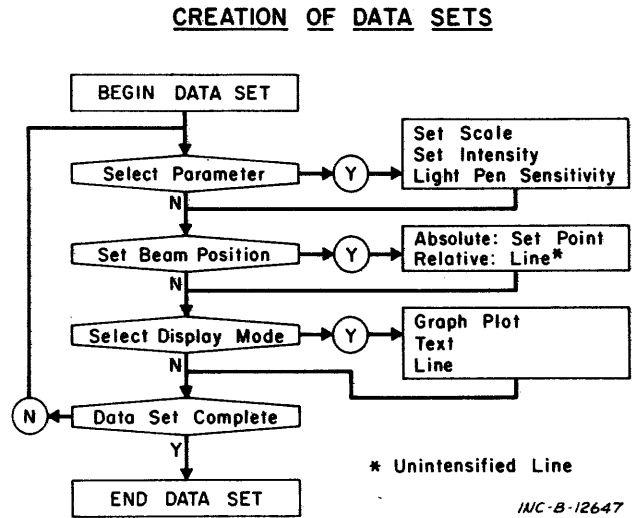 CREATION OF DATA SETS
BEGIN DATA SET
Select Parameter
Y
Set Scale
Set Intensity
Light Pen Sensitivity
N
Set Beam Position
Y
Absolute: Set Point
Relative: Line*
N
Select Display Mode
Y
Graph Plot
Text
Line
N
N
Data Set Complete
Y
* Unintensified Line
END DATA SET
INC-B-12647